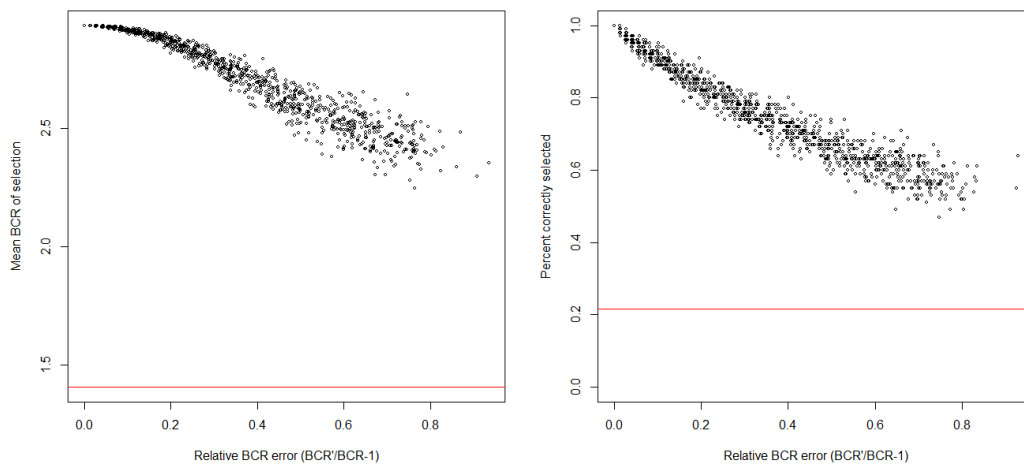 Mean BCR of selection
2.5
2.0
1.5
0.0 0.2 0.4 0.6 0.8
Relative BCR error (BCR'/BCR-1)
Percent correctly selected
1.0
0.8
0.6
0.4
0.2
0.0
0.0 0.2 0.4 0.6 0.8
Relative BCR error (BCR'/BCR-1)